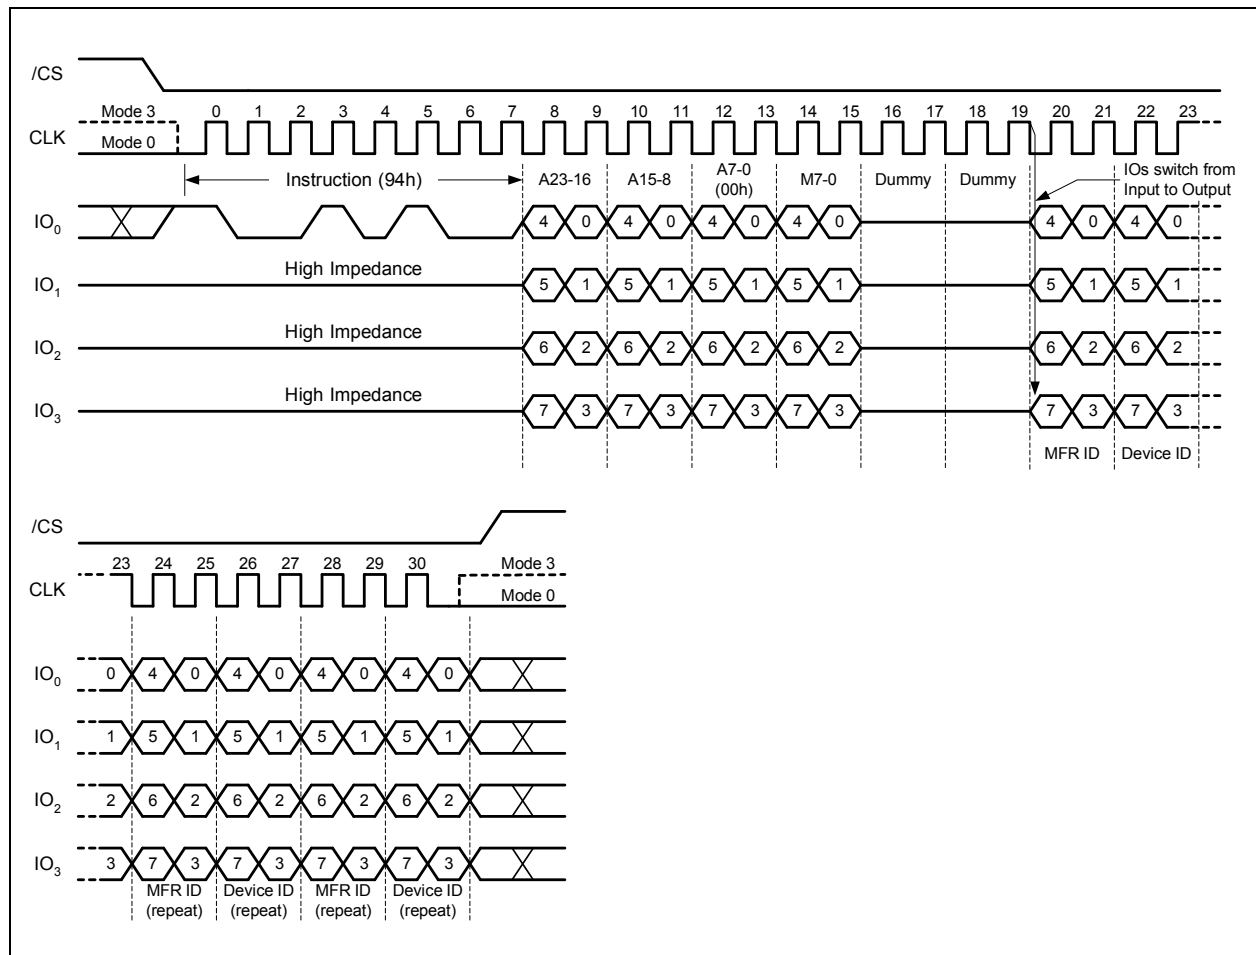 /CS
Mode 3 0 1 2 3 4 5 6 7 8 9 10 11 12 13 14 15 16 17 18 19 20 21 22 23
CLK
Mode 0
Instruction (94h) A23-16 A15-8 A7-0 (00h) M7-0 Dummy Dummy IOs switch from
Input to Output
IO0 4 0 4 0 4 0 4 0 4 0 4 0
High Impedance
IO1 5 1 5 1 5 1 5 1 5 1 5 1
High Impedance
IO2 6 2 6 2 6 2 6 2 6 2 6 2
High Impedance
IO3 7 3 7 3 7 3 7 3 7 3 7 3
MFR ID Device ID
/CS
23 24 25 26 27 28 29 30 Mode 3
CLK
Mode 0
IO0 0 4 0 4 0 4 0 4 0
IO1 1 5 1 5 1 5 1 5 1
IO2 2 6 2 6 2 6 2 6 2
IO3 3 7 3 7 3 7 3 7 3
MFR ID Device ID MFR ID Device ID
(repeat) (repeat) (repeat) (repeat)